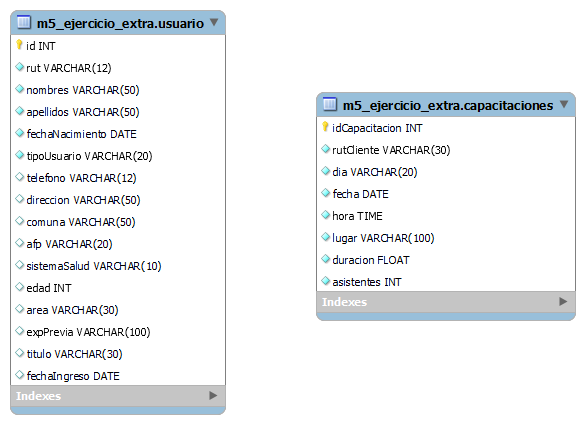 m5_ejercicio_extra.usuario
id INT
rut VARCHAR(12)
nombres VARCHAR(50)
apellidos VARCHAR(50)
fechaNacimiento DATE
tipoUsuario VARCHAR(20)
telefono VARCHAR(12)
direccion VARCHAR(50)
comuna VARCHAR(50)
afp VARCHAR(20)
sistemaSalud VARCHAR(10)
edad INT
area VARCHAR(30)
expPrevia VARCHAR(100)
titulo VARCHAR(30)
fechaIngreso DATE
Indexes
m5_ejercicio_extra.capacitaciones
idCapacitacion INT
rutCliente VARCHAR(30)
dia VARCHAR(20)
fecha DATE
hora TIME
lugar VARCHAR(100)
duracion FLOAT
asistentes INT
Indexes